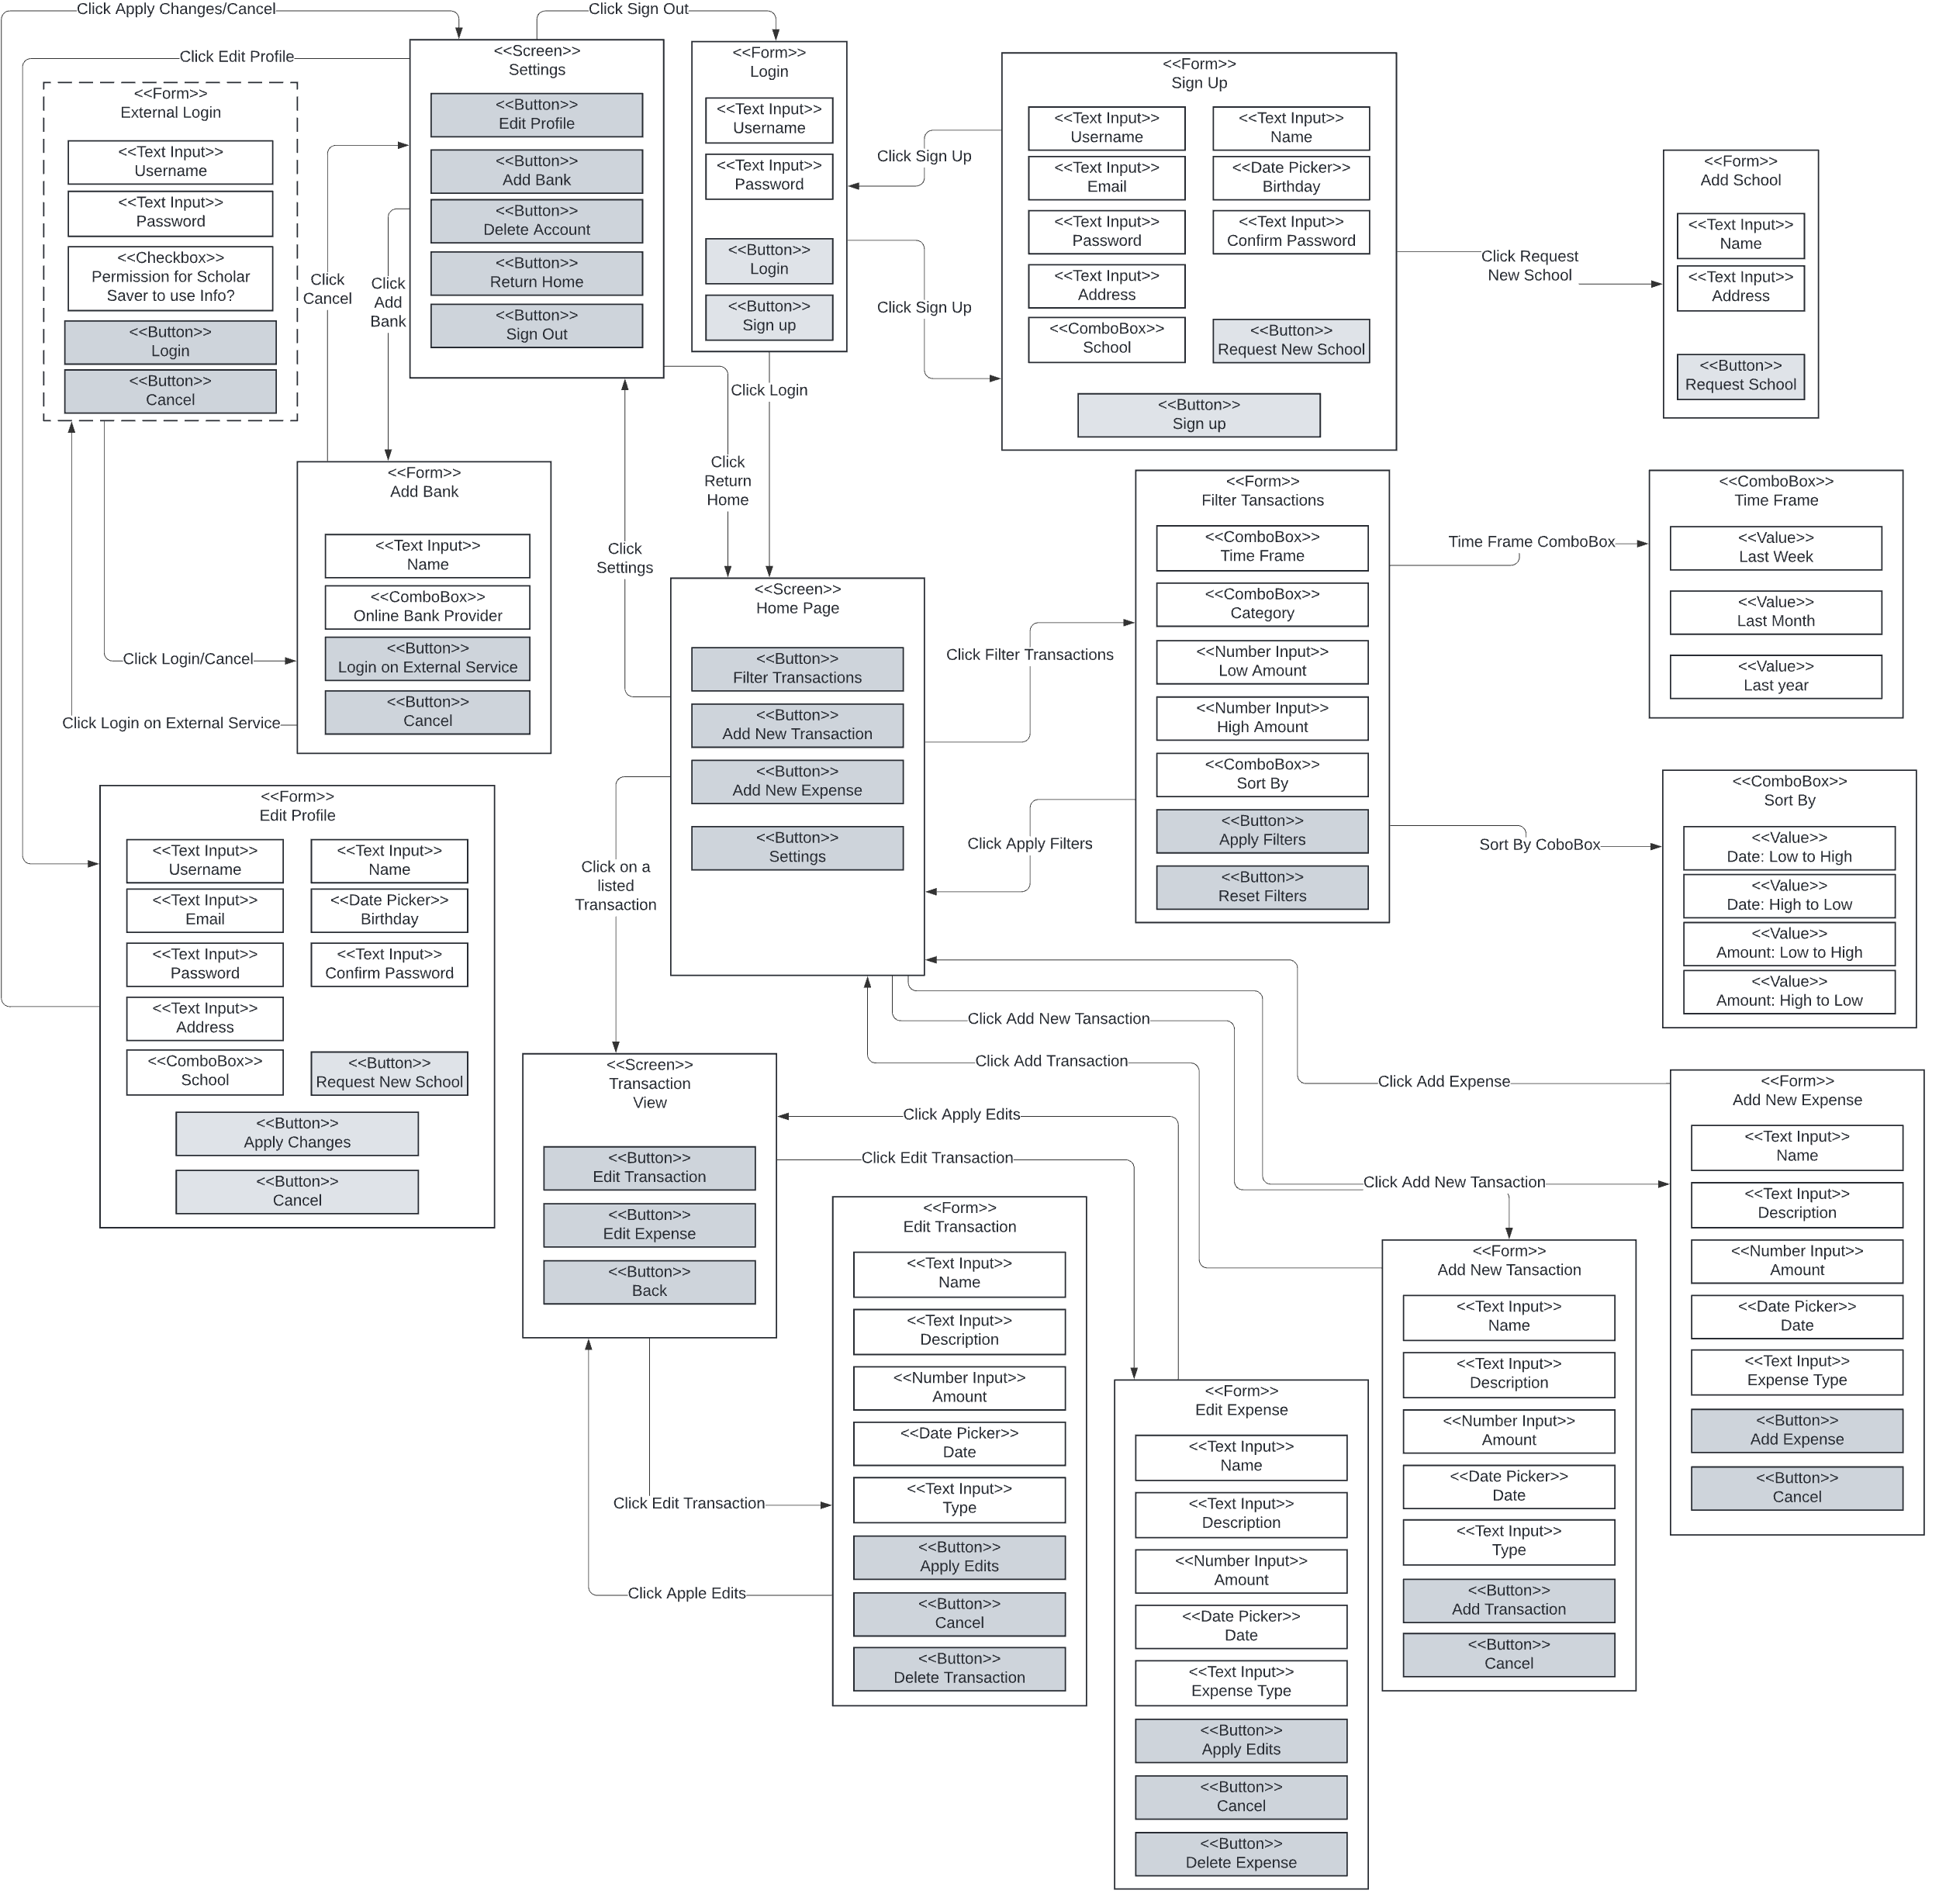 Click Apply Changes/Cancel
Click Sign Out
Click Edit Profile
<<Form>>
External Login
<<Text Input>>
Username
<<Text Input>>
Password
<<Checkbox>>
Permission for Scholar
Saver to use Info?
<<Button>>
Login
<<Button>>
Cancel
<<Screen>>
Settings
<<Button>>
Edit Profile
<<Button>>
Add Bank
<<Button>>
Delete Account
<<Button>>
Return Home
<<Button>>
Sign Out
Click
Cancel
Click
Add
Bank
<<Form>>
Login
<<Text Input>>
Username
<<Text Input>>
Password
<<Button>>
Login
<<Button>>
Sign up
Click Sign Up
Click Sign Up
<<Form>>
Sign Up
<<Text Input>>
Username
<<Text Input>>
Name
<<Text Input>>
Email
<<Date Picker>>
Birthday
<<Text Input>>
Password
<<Text Input>>
Confirm Password
<<Text Input>>
Address
<<ComboBox>>
School
<<Button>>
Request New School
<<Button>>
Sign up
Click Request
New School
<<Form>>
Add School
<<Text Input>>
Name
<<Text Input>>
Address
<<Button>>
Request School
Click Login
Click
Return
Home
Click
Settings
<<Form>>
Add Bank
<<Text Input>>
Name
<<ComboBox>>
Online Bank Provider
<<Button>>
Login on External Service
<<Button>>
Cancel
Click Login/Cancel
Click Login on External Service
<<Screen>>
Home Page
<<Button>>
Filter Transactions
<<Button>>
Add New Transaction
<<Button>>
Add New Expense
<<Button>>
Settings
Click Filter Transactions
Click Apply Filters
<<Form>>
Filter Tansactions
<<ComboBox>>
Time Frame
<<ComboBox>>
Category
<<Number Input>>
Low Amount
<<Number Input>>
High Amount
<<ComboBox>>
Sort By
<<Button>>
Apply Filters
<<Button>>
Reset Filters
Time Frame ComboBox
<<ComboBox>>
Time Frame
<<Value>>
Last Week
<<Value>>
Last Month
<<Value>>
Last year
Sort By CoboBox
<<ComboBox>>
Sort By
<<Value>>
Date: Low to High
<<Value>>
Date: High to Low
<<Value>>
Amount: Low to High
<<Value>>
Amount: High to Low
<<Form>>
Edit Profile
<<Text Input>>
Username
<<Text Input>>
Name
<<Text Input>>
Email
<<Date Picker>>
Birthday
<<Text Input>>
Password
<<Text Input>>
Confirm Password
<<Text Input>>
Address
<<ComboBox>>
School
<<Button>>
Request New School
<<Button>>
Apply Changes
<<Button>>
Cancel
Click on a
listed
Transaction
Click Add New Tansaction
Click Add Transaction
Click Add Expense
Click Apply Edits
Click Edit Transaction
Click Add New Tansaction
<<Screen>>
Transaction
View
<<Button>>
Edit Transaction
<<Button>>
Edit Expense
<<Button>>
Back
Click Edit Transaction
Click Apple Edits
<<Form>>
Edit Transaction
<<Text Input>>
Name
<<Text Input>>
Description
<<Number Input>>
Amount
<<Date Picker>>
Date
<<Text Input>>
Type
<<Button>>
Apply Edits
<<Button>>
Cancel
<<Button>>
Delete Transaction
<<Form>>
Edit Expense
<<Text Input>>
Name
<<Text Input>>
Description
<<Number Input>>
Amount
<<Date Picker>>
Date
<<Text Input>>
Expense Type
<<Button>>
Apply Edits
<<Button>>
Cancel
<<Button>>
Delete Expense
<<Form>>
Add New Tansaction
<<Text Input>>
Name
<<Text Input>>
Description
<<Number Input>>
Amount
<<Date Picker>>
Date
<<Text Input>>
Type
<<Button>>
Add Transaction
<<Button>>
Cancel
<<Form>>
Add New Expense
<<Text Input>>
Name
<<Text Input>>
Description
<<Number Input>>
Amount
<<Date Picker>>
Date
<<Text Input>>
Expense Type
<<Button>>
Add Expense
<<Button>>
Cancel